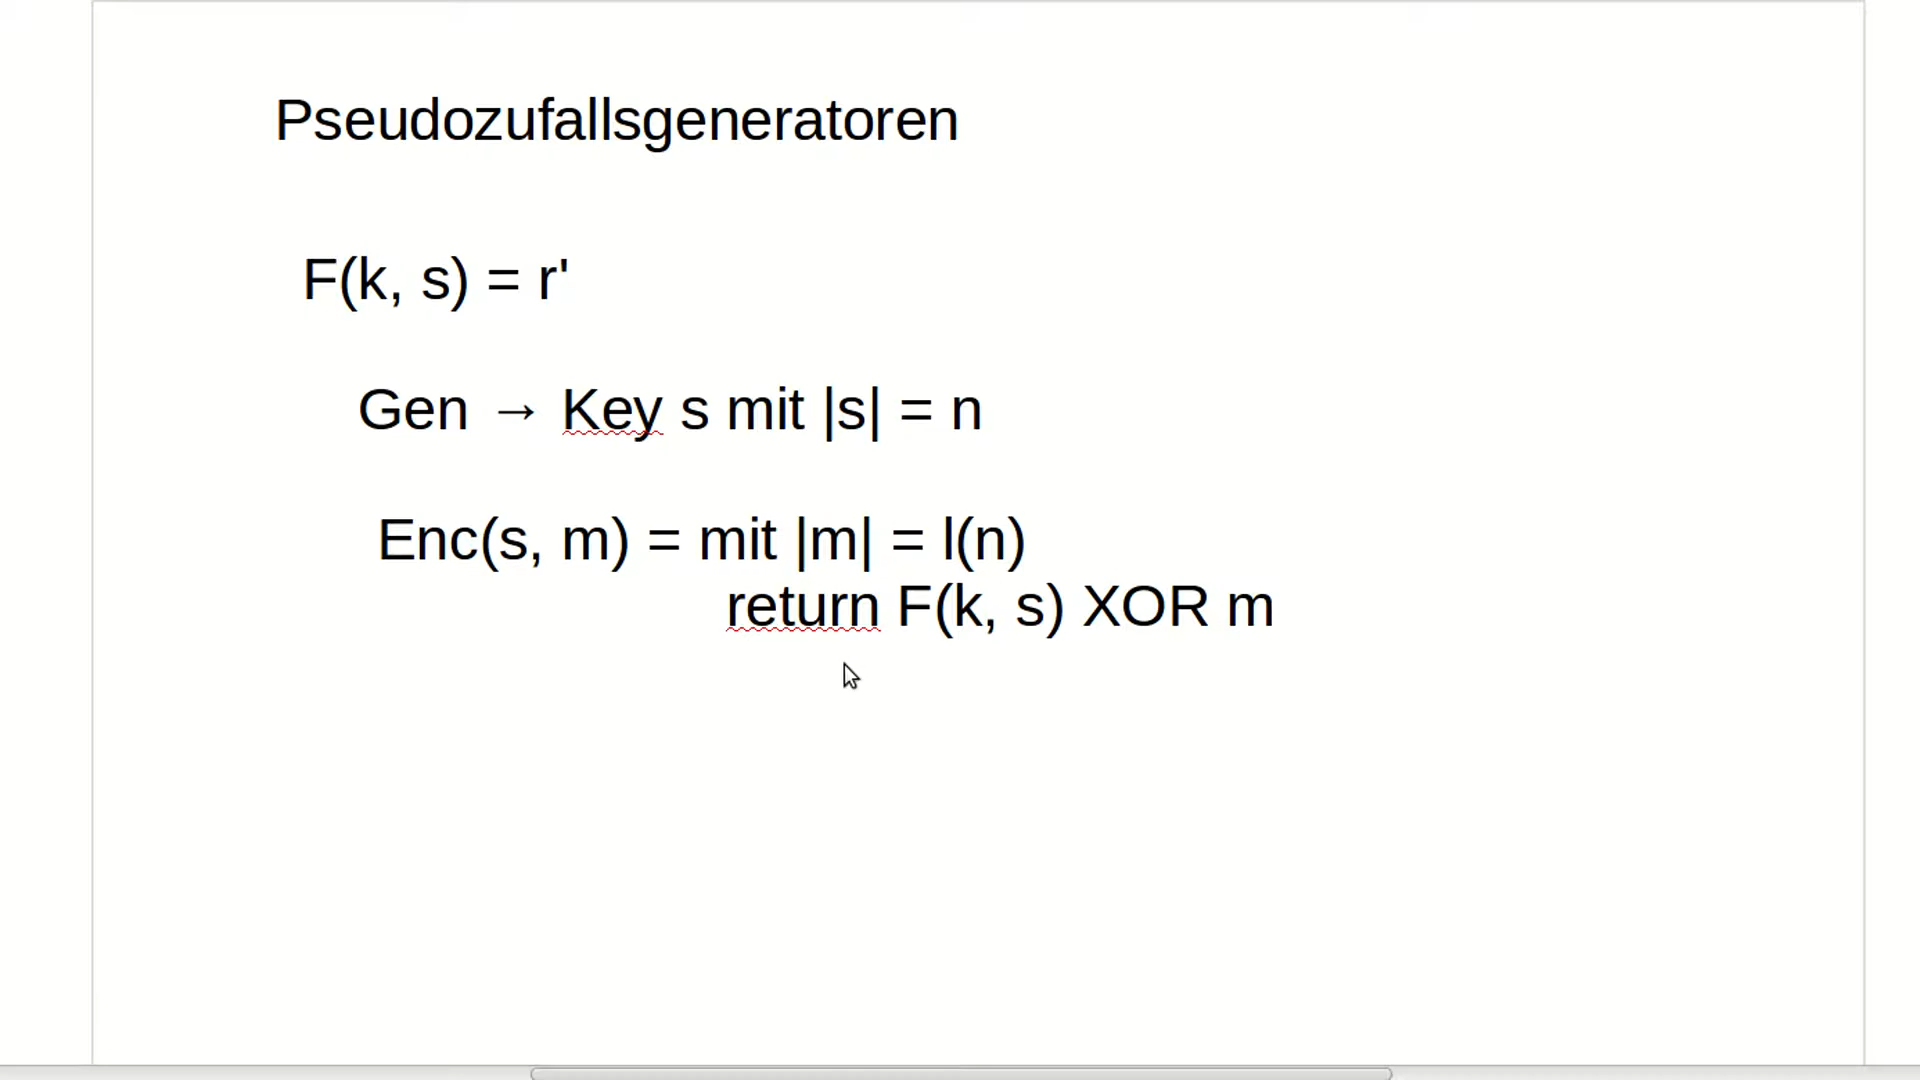 Pseudozufallsgeneratoren
F(k, s) = r'
Gen → Key s mit |s| = n
Enc(s, m) = mit |m| = l(n)
return F(k, s) XOR m